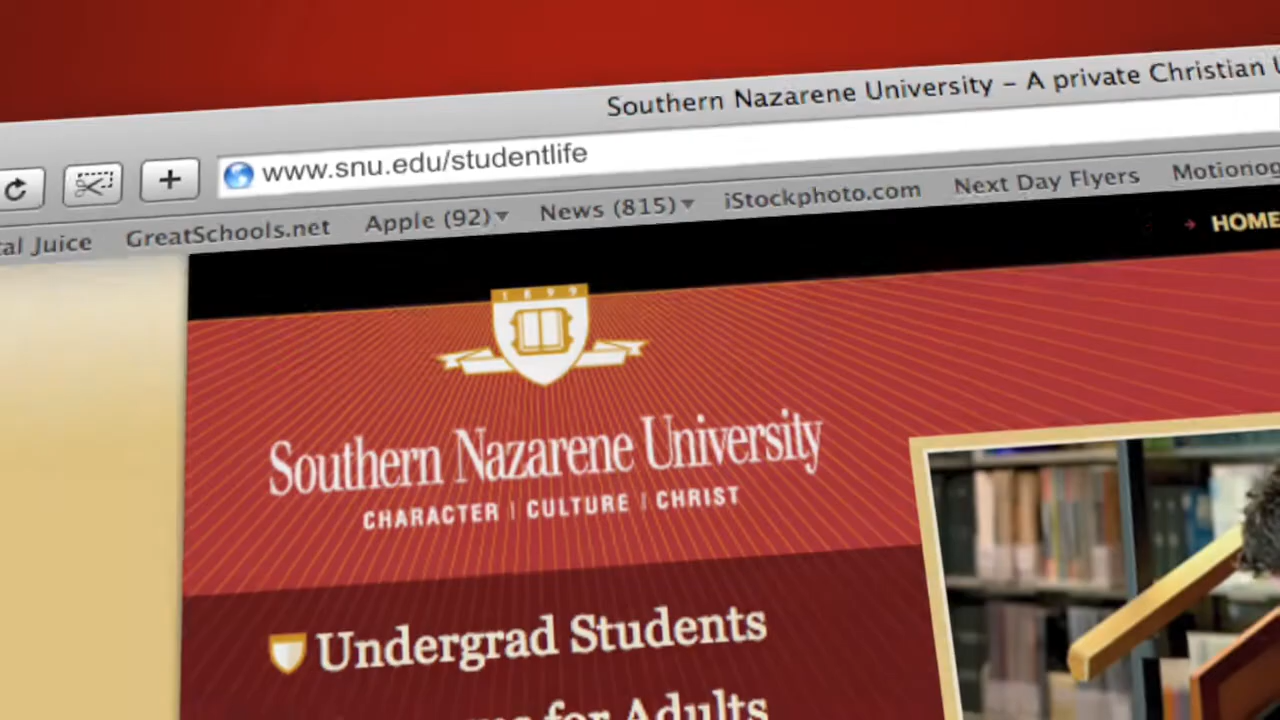 Southern Nazarene University – A private Christian
www.snu.edu/studentlife
Juice GreatSchools.net Apple (92) News (815) iStockphoto.com Next Day Flyers
HOME
1899
Southern Nazarene University
CHARACTER | CULTURE | CHRIST
Undergrad Students
for Adults